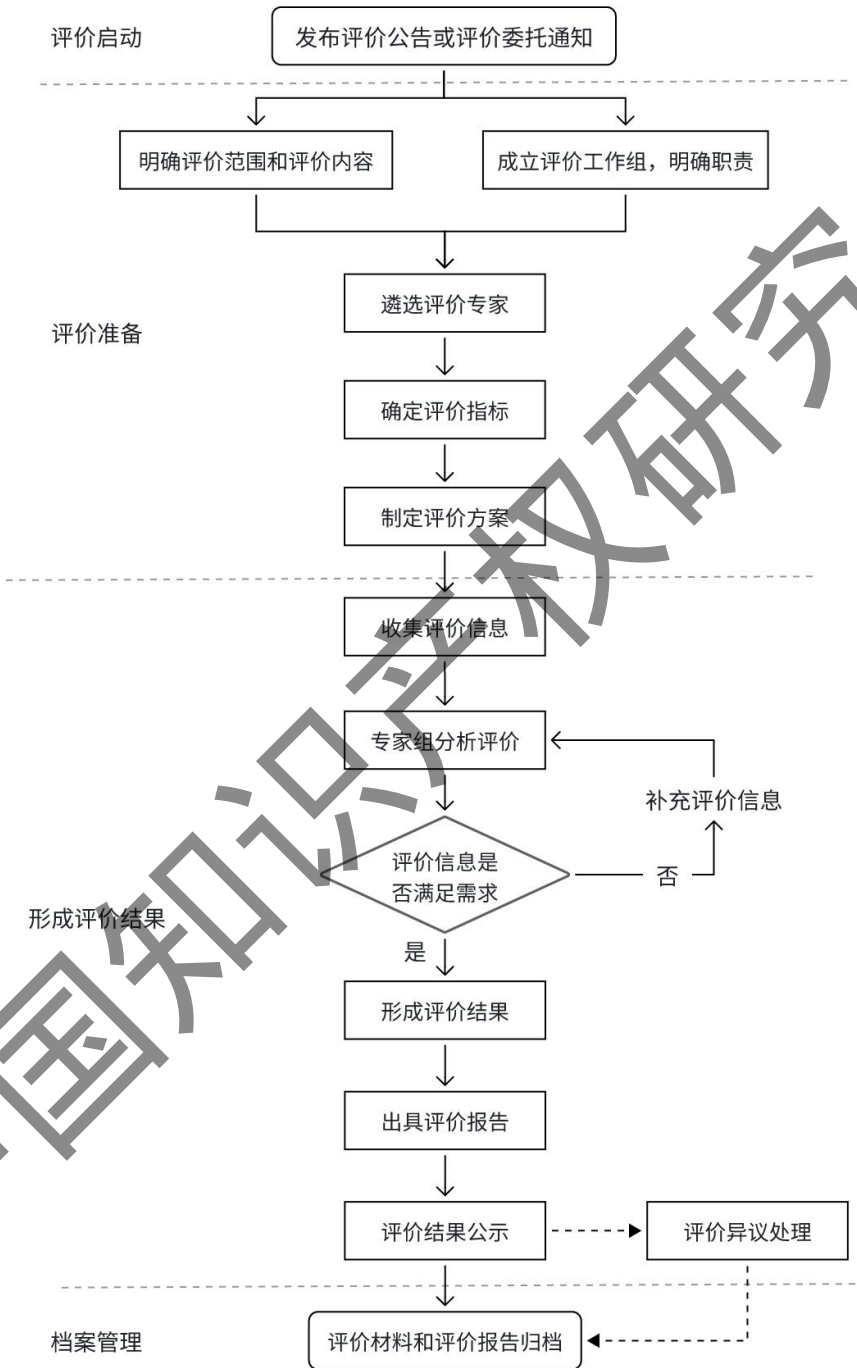 评价启动
发布评价公告或评价委托通知
明确评价范围和评价内容
成立评价工作组，明确职责
遴选评价专家
评价准备
确定评价指标
制定评价方案
收集评价信息
专家组分析评价
补充评价信息
评价信息是
否满足需求
否
形成评价结果
是
形成评价结果
出具评价报告
评价结果公示
评价异议处理
档案管理
评价材料和评价报告归档
国知识产权研究